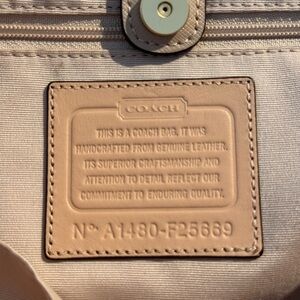 COACH
THIS IS A COACH BAG. IT WAS
HANDCRAFTED FROM GENUINE LEATHER.
ITS SUPERIOR CRAFTSMANSHIP AND
ATTENTION TO DETAIL REFLECT OUR
COMMITMENT TO ENDURING QUALITY.
Nº A1480-F25669